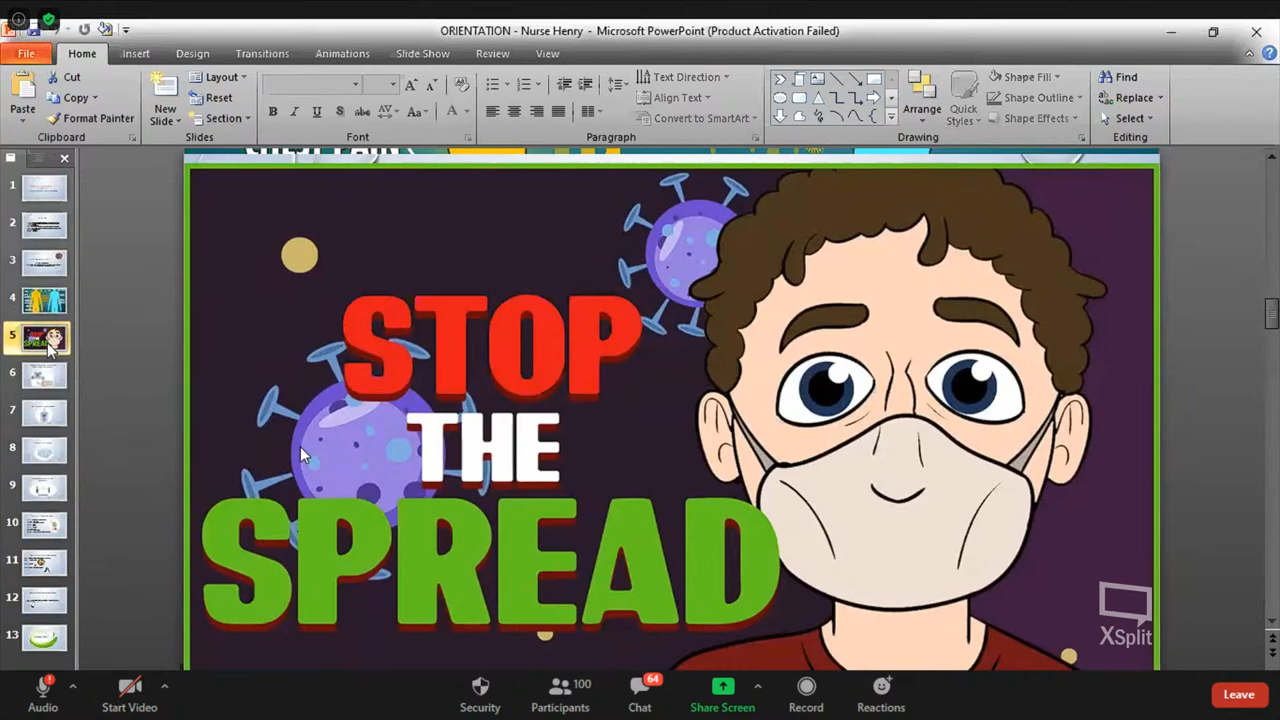 ORIENTATION - Nurse Henry - Microsoft PowerPoint (Product Activation Failed)
File Home Insert Design Transitions Animations Slide Show Review View
Paste
Cut
Copy
Format Painter
Clipboard
New
Slide
Layout
Reset
Section
Slides
B I U S abc AV Aa A
Font
Text Direction
Align Text
Convert to SmartArt
Paragraph
Arrange
Quick
Styles
Shape Fill
Shape Outline
Shape Effects
Drawing
Find
Replace
Select
Editing
1
2
3
4
5
6
7
8
9
10
11
12
13
STOP
THE
SPREAD
XSplit
Audio Start Video Security Participants 100 Chat 64 Share Screen Record Reactions Leave